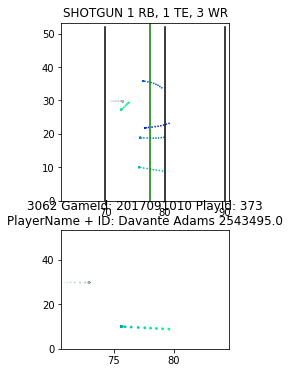 SHOTGUN 1 RB, 1 TE, 3 WR
50
40
30
20
10
0
70 80 90
3062 GameId: 2017091010 PlayId: 373
PlayerName + ID: Davante Adams 2543495.0
40
20
0
75 80